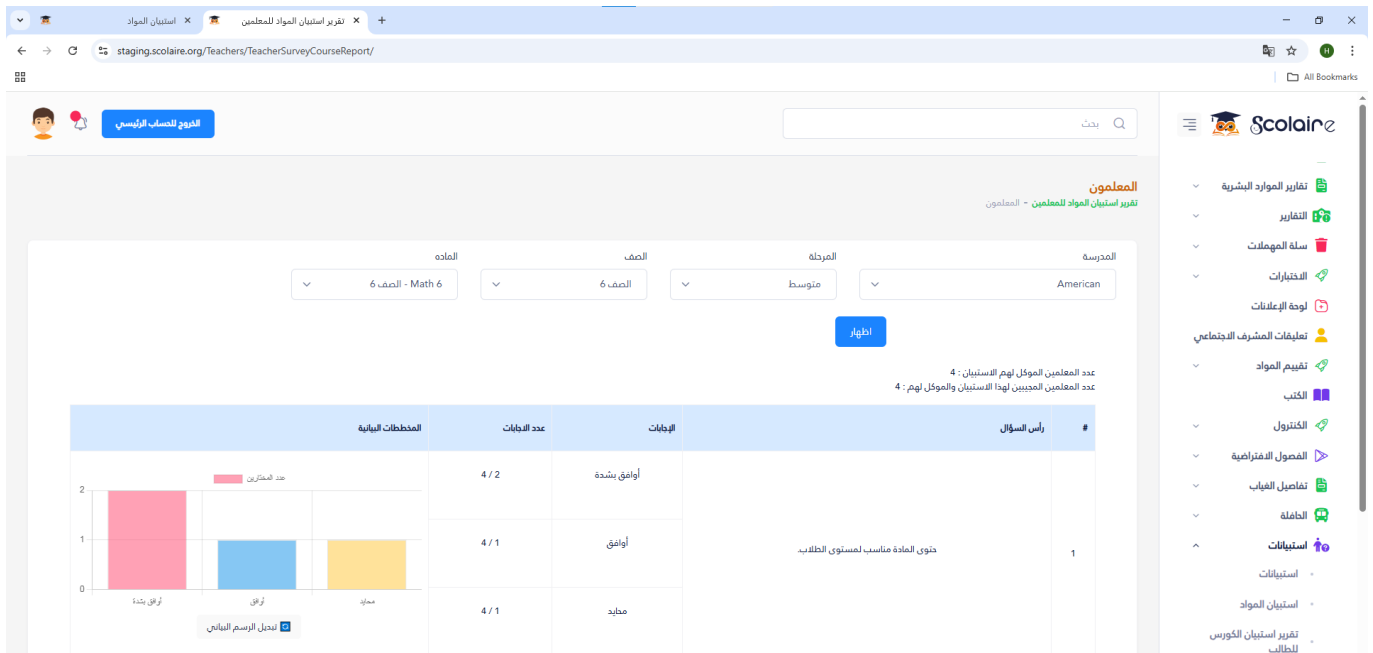 استبيان المواد
تقرير استبيان المواد للمعلمين
staging.scolaire.org/Teachers/TeacherSurveyCourseReport/
H
All Bookmarks
Scolaire
بحث
الخروج للحساب الرئيسي
تقارير الموارد البشرية
التقارير
سلة المهملات
الاختبارات
لوحة الإعلانات
تعليقات المشرف الاجتماعي
تقييم المواد
الكتب
الكنترول
الفصول الافتراضية
تفاصيل الغياب
الحافلة
استبيانات
استبيانات
استبيان المواد
تقرير استبيان الكورس
للطالب
المعلمون
تقرير استبيان المواد للمعلمين - المعلمون
المدرسة المرحلة الصف الماده
American متوسط الصف 6 Math 6 - الصف 6
اظهار
عدد المعلمين الموكل لهم الاستبيان : 4
عدد المعلمين المجيبين لهذا الاستبيان والموكل لهم : 4
# رأس السؤال الإجابات عدد الاجابات المخططات البيانية
1 حتوى المادة مناسب لمستوى الطلاب.
أوافق بشدة 2 / 4
أوافق 1 / 4
محايد 1 / 4
عدد المختارين
2
1
0
أوافق بشدة أوافق محايد
تبديل الرسم البياني